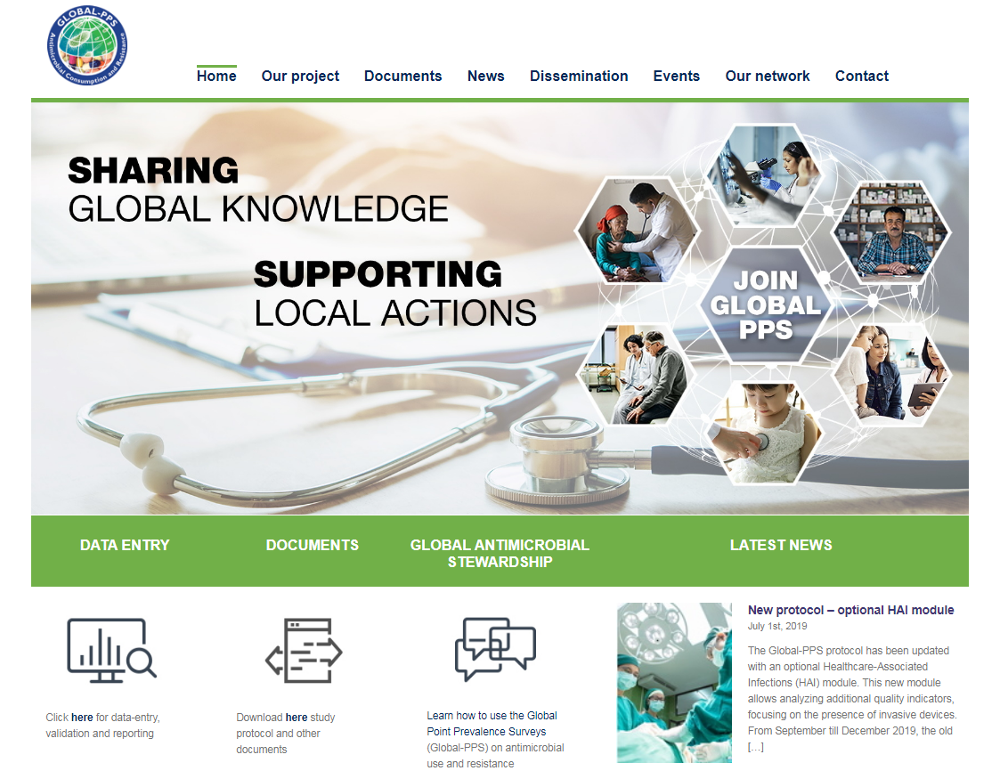 GLOBAL-PPS
Antimicrobial Consumption and Resistance
Home Our project Documents News Dissemination Events Our network Contact
SHARING
GLOBAL KNOWLEDGE
SUPPORTING
LOCAL ACTIONS
JOIN
GLOBAL
PPS
DATA ENTRY
DOCUMENTS
GLOBAL ANTIMICROBIAL
STEWARDSHIP
LATEST NEWS
Click here for data-entry,
validation and reporting
Download here study
protocol and other
documents
Learn how to use the Global
Point Prevalence Surveys
(Global-PPS) on antimicrobial
use and resistance
New protocol – optional HAI module
July 1st, 2019
The Global-PPS protocol has been updated
with an optional Healthcare-Associated
Infections (HAI) module. This new module
allows analyzing additional quality indicators,
focusing on the presence of invasive devices.
From September till December 2019, the old
[…]